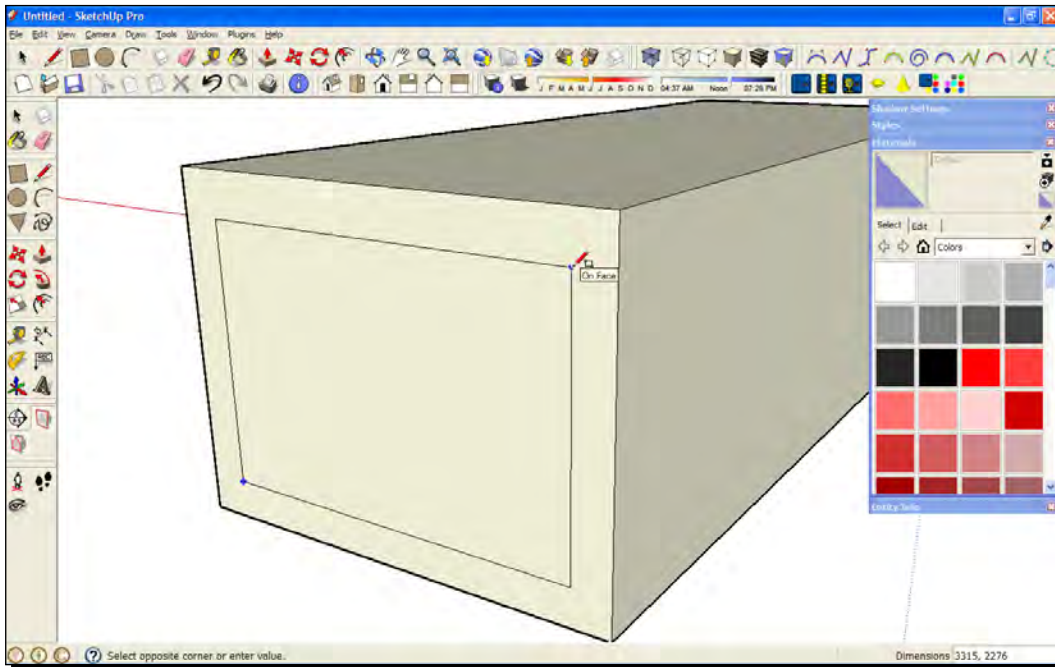 Untitled - SketchUp Pro
File Edit View Camera Draw Tools Window Plugins Help
J F M A M J J A S O N D 04:37 AM Noon 07:28 PM
Shadow Settings
Styles
Materials
Select Edit
Colors
On Face
Entity Info
Select opposite corner or enter value.
Dimensions 3315, 2276